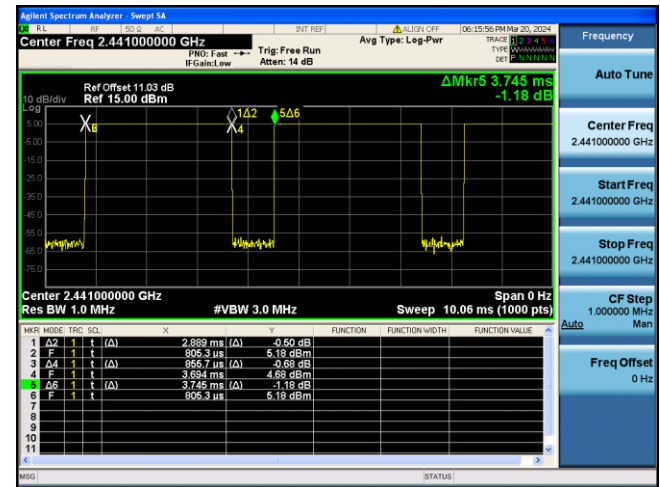 Agilent Spectrum Analyzer - Swept SA
RL RF 50 Ω AC INT REF ALIGN OFF 06:15:56 PM Mar 20, 2024
Center Freq 2.441000000 GHz
PNO: Fast
IFGain:Low
Trig: Free Run
Atten: 14 dB
Avg Type: Log-Pwr
TRACE 1 2 3 4 5 6
TYPE W
DET P N N N N N
ΔMkr5 3.745 ms
-1.18 dB
Ref Offset 11.03 dB
10 dB/div Ref 15.00 dBm
Log
1Δ2 5Δ6
5.00
4
-5.00
-15.0
-25.0
-35.0
-45.0
-55.0
-65.0
-75.0
Center 2.441000000 GHz Span 0 Hz
Res BW 1.0 MHz #VBW 3.0 MHz Sweep 10.06 ms (1000 pts)
MKR MODE TRC SCL X Y FUNCTION FUNCTION WIDTH FUNCTION VALUE
1 Δ2 1 t (Δ) 2.889 ms (Δ) -0.50 dB
2 F 1 t 805.3 µs 5.18 dBm
3 Δ4 1 t (Δ) 855.7 µs (Δ) -0.68 dB
4 F 1 t 3.694 ms 4.68 dBm
5 Δ6 1 t (Δ) 3.745 ms (Δ) -1.18 dB
6 F 1 t 805.3 µs 5.18 dBm
7
8
9
10
11
MSG STATUS
Frequency
Auto Tune
Center Freq
2.441000000 GHz
Start Freq
2.441000000 GHz
Stop Freq
2.441000000 GHz
CF Step
1.000000 MHz
Auto Man
Freq Offset
0 Hz